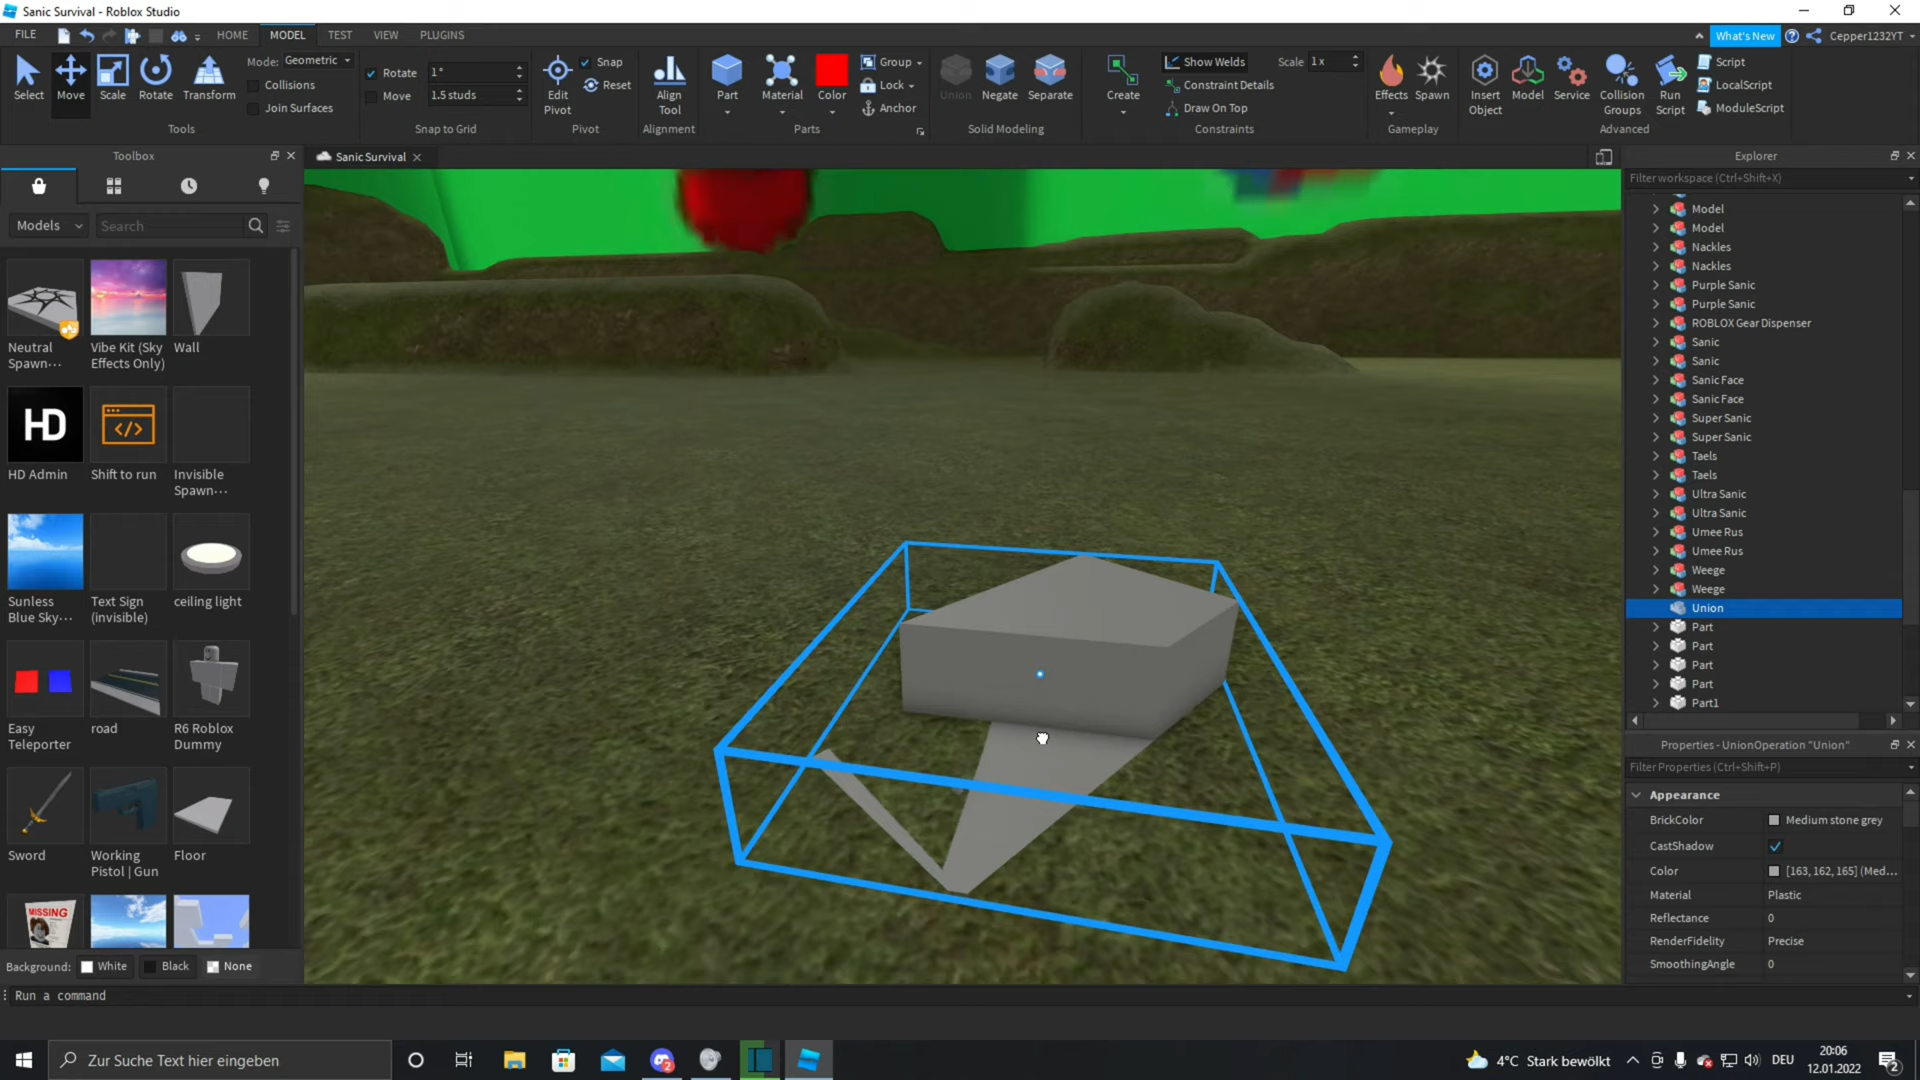 Sanic Survival - Roblox Studio
FILE
HOME
MODEL
TEST
VIEW
PLUGINS
What's New
Cepper1232YT
Select
Move
Scale
Rotate
Transform
Mode: Geometric
Collisions
Join Surfaces
Tools
Rotate 1°
Move 1.5 studs
Snap to Grid
Edit
Pivot
Snap
Reset
Pivot
Align
Tool
Alignment
Part
Material
Color
Group
Lock
Anchor
Parts
Union
Negate
Separate
Solid Modeling
Create
Show Welds
Constraint Details
Draw On Top
Scale 1 x
Constraints
Effects
Spawn
Gameplay
Insert
Object
Model
Service
Collision
Groups
Run
Script
Script
LocalScript
ModuleScript
Advanced
Toolbox
Models
Search
Neutral
Spawn...
Vibe Kit (Sky
Effects Only)
Wall
HD
HD Admin
Shift to run
Invisible
Spawn...
Sunless
Blue Sky...
Text Sign
(invisible)
ceiling light
Easy
Teleporter
road
R6 Roblox
Dummy
Sword
Working
Pistol | Gun
Floor
MISSING
Background: White Black None
Run a command
Sanic Survival
Explorer
Filter workspace (Ctrl+Shift+X)
Model
Model
Nackles
Nackles
Purple Sanic
Purple Sanic
ROBLOX Gear Dispenser
Sanic
Sanic
Sanic Face
Sanic Face
Super Sanic
Super Sanic
Taels
Taels
Ultra Sanic
Ultra Sanic
Umee Rus
Umee Rus
Weege
Weege
Union
Part
Part
Part
Part
Part1
Properties - UnionOperation "Union"
Filter Properties (Ctrl+Shift+P)
Appearance
BrickColor Medium stone grey
CastShadow
Color [163, 162, 165] (Med...
Material Plastic
Reflectance 0
RenderFidelity Precise
SmoothingAngle 0
Zur Suche Text hier eingeben
2
4°C Stark bewölkt
DEU
20:06
12.01.2022
2